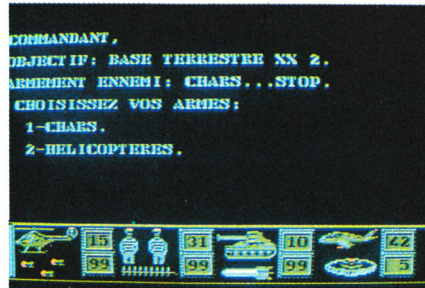 COMMANDANT,
OBJECTIF: BASE TERRESTRE XX 2.
ARMEMENT ENNEMI: CHARS...STOP.
CHOISISSEZ VOS ARMES:
1-CHARS.
2-HELICOPTERES.
15 31 10 22
99 99 99 5